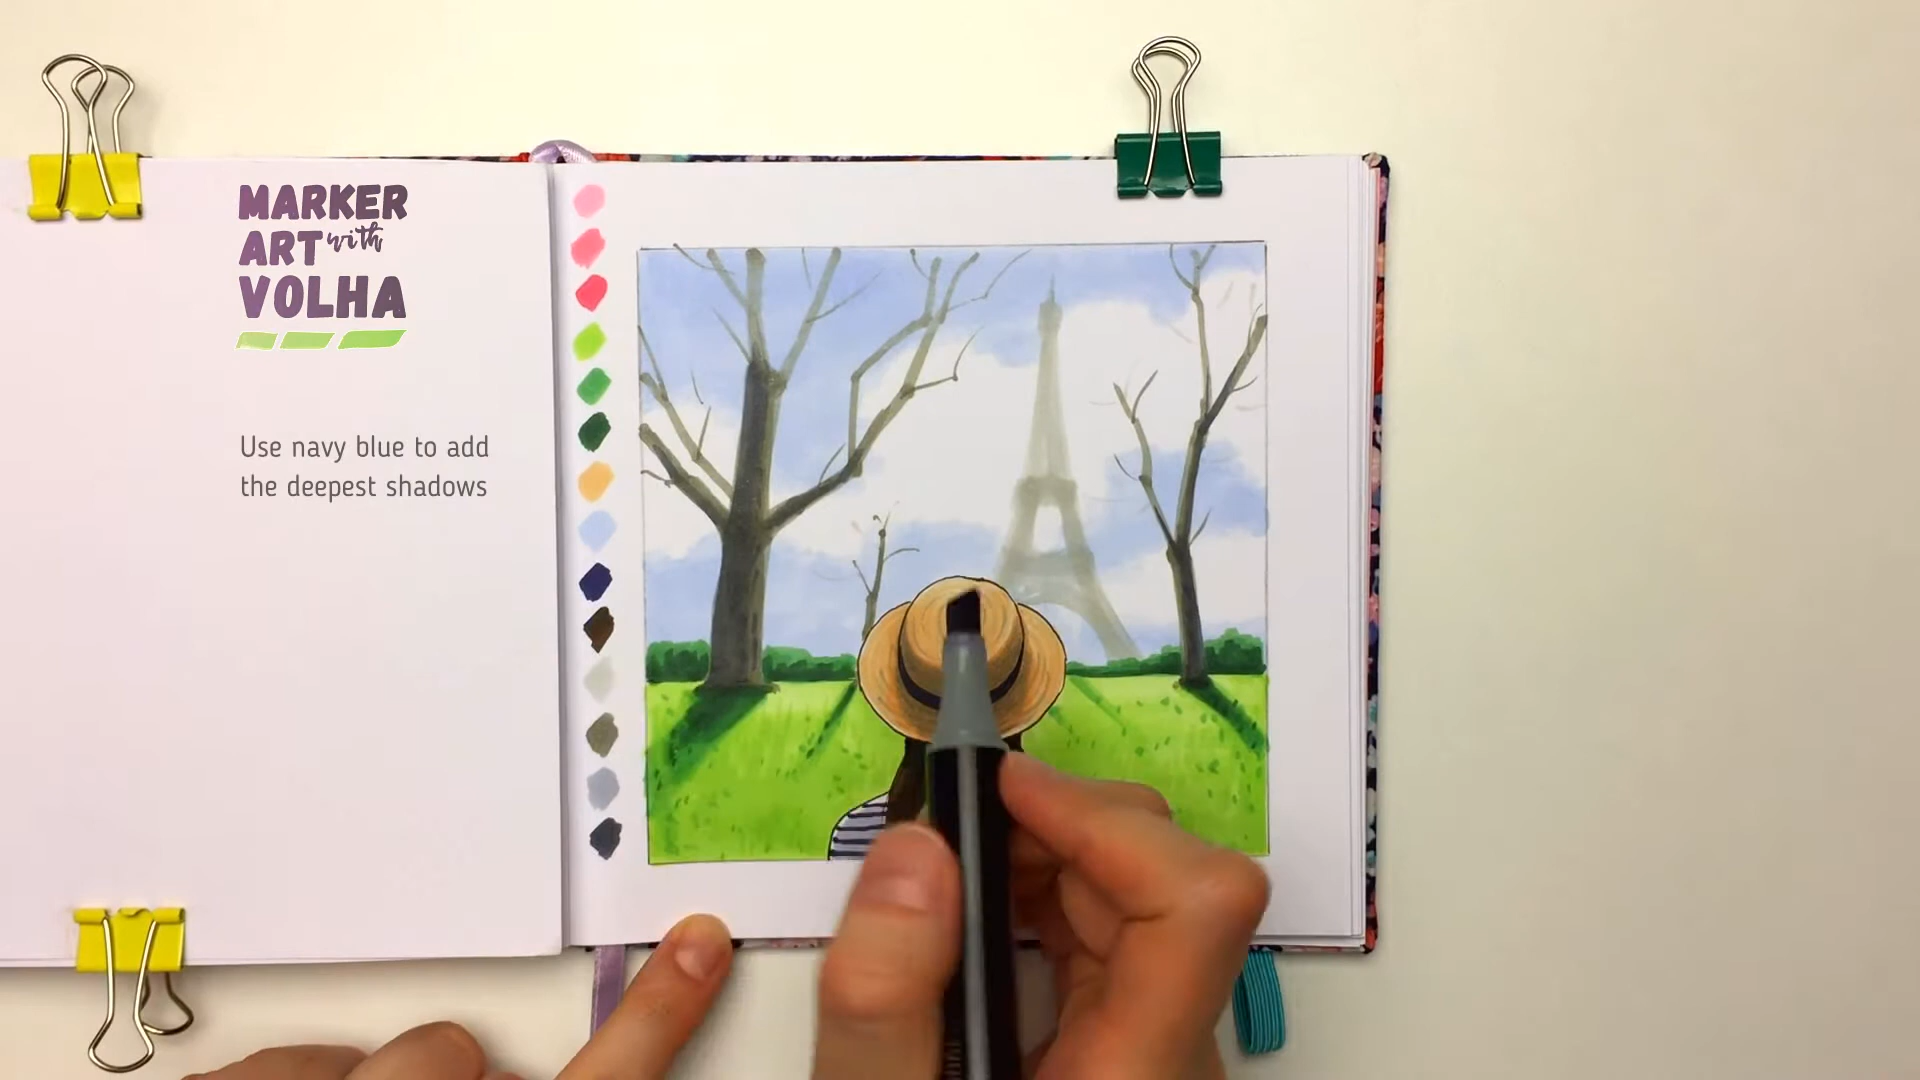 MARKER
ART with
VOLHA
Use navy blue to add
the deepest shadows